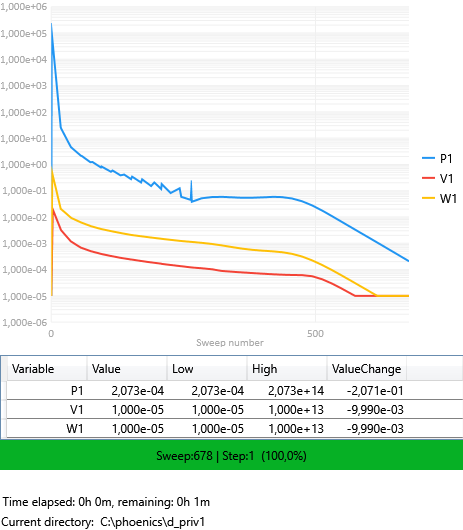 1,000e+06
1,000e+05
1,000e+04
1,000e+03
1,000e+02
1,000e+01
1,000e+00
1,000e-01
1,000e-02
1,000e-03
1,000e-04
1,000e-05
1,000e-06
0
500
Sweep number
P1
V1
W1
Variable Value Low High ValueChange
P1 2,073e-04 2,073e-04 2,073e+14 -2,071e-01
V1 1,000e-05 1,000e-05 1,000e+13 -9,990e-03
W1 1,000e-05 1,000e-05 1,000e+13 -9,990e-03
Sweep:678 | Step:1 (100,0%)
Time elapsed: 0h 0m, remaining: 0h 1m
Current directory: C:\phoenics\d_priv1